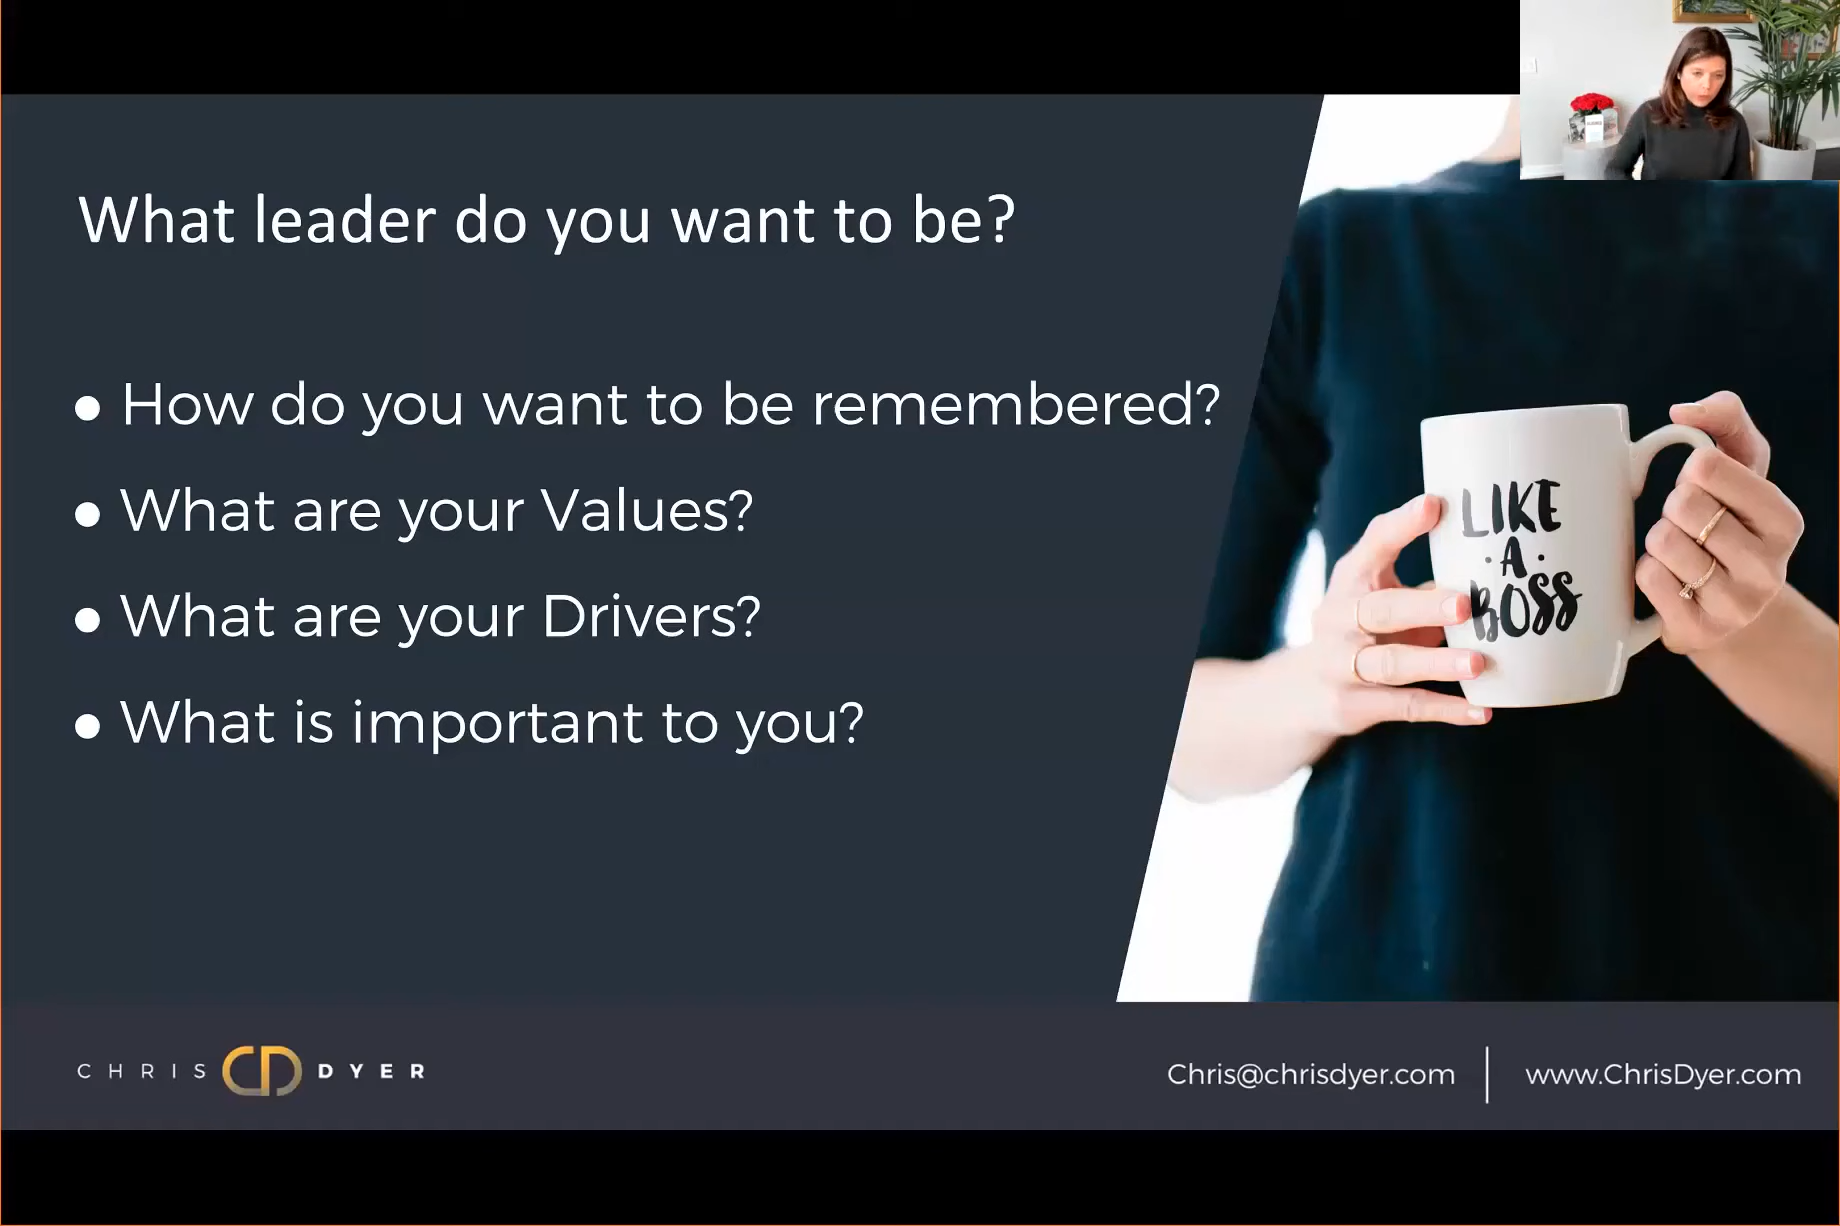 What leader do you want to be?
● How do you want to be remembered?
● What are your Values?
● What are your Drivers?
● What is important to you?
LIKE
·A·
BOSS
CHRIS CD DYER
Chris@chrisdyer.com | www.ChrisDyer.com